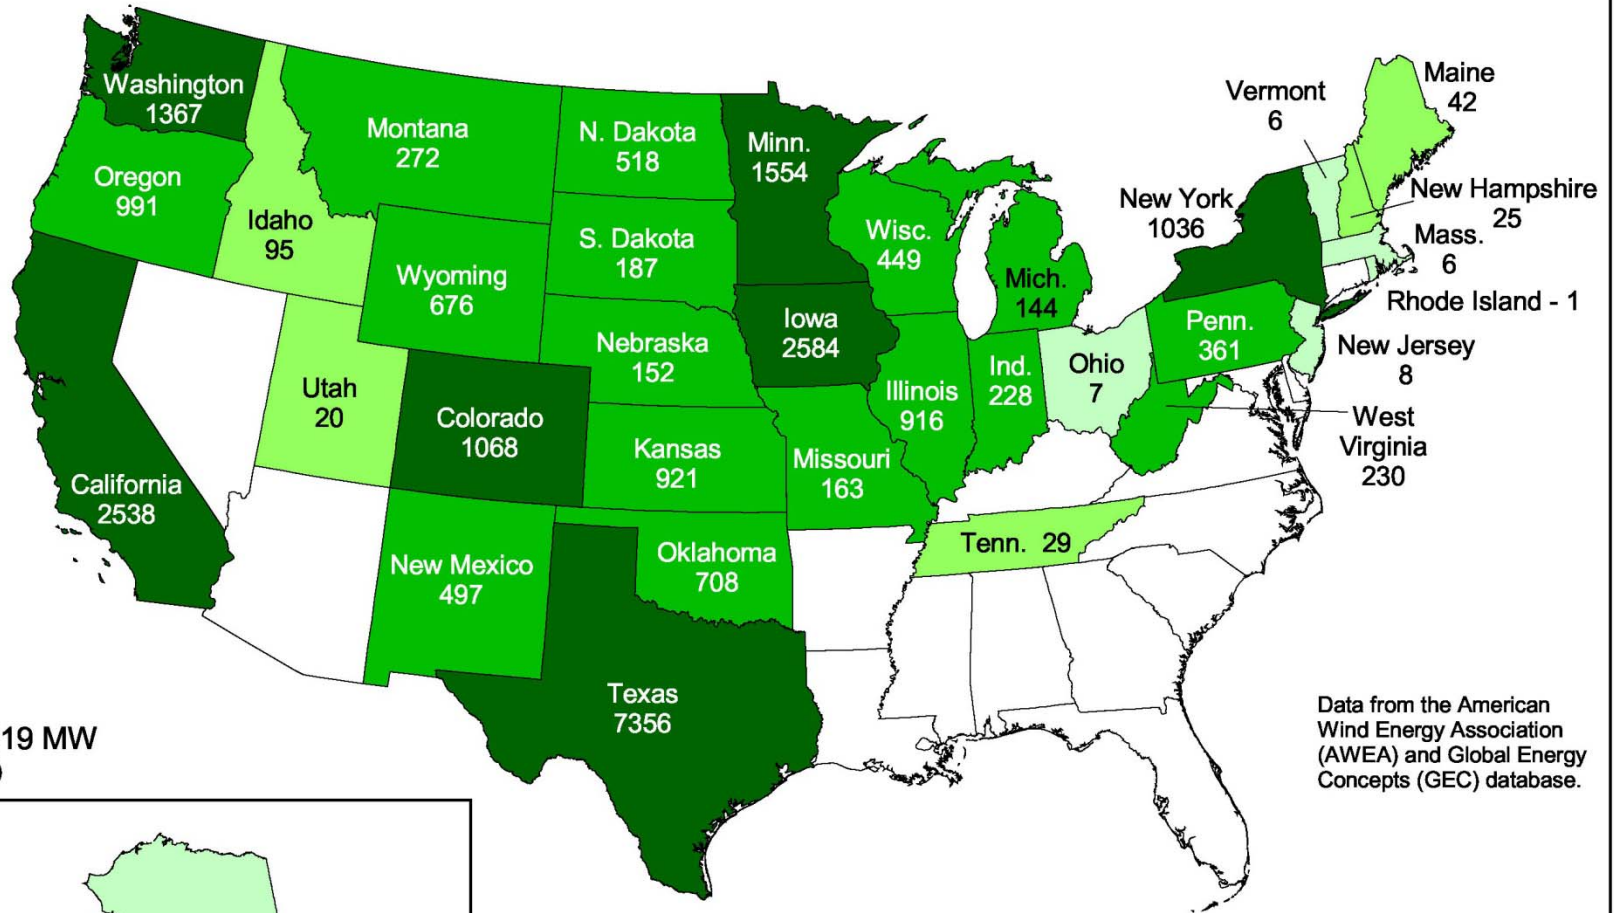 Washington
1367
Oregon
991
Idaho
95
Montana
272
N. Dakota
518
Minn.
1554
S. Dakota
187
Wyoming
676
Wisc.
449
Mich.
144
New York
1036
Vermont
6
Maine
42
New Hampshire
25
Mass.
6
Rhode Island - 1
New Jersey
8
West
Virginia
230
Penn.
361
Ohio
7
Ind.
228
Illinois
916
Iowa
2584
Nebraska
152
Utah
20
Colorado
1068
Kansas
921
Missouri
163
California
2538
New Mexico
497
Oklahoma
708
Tenn. 29
Texas
7356
19 MW
)
Data from the American
Wind Energy Association
(AWEA) and Global Energy
Concepts (GEC) database.